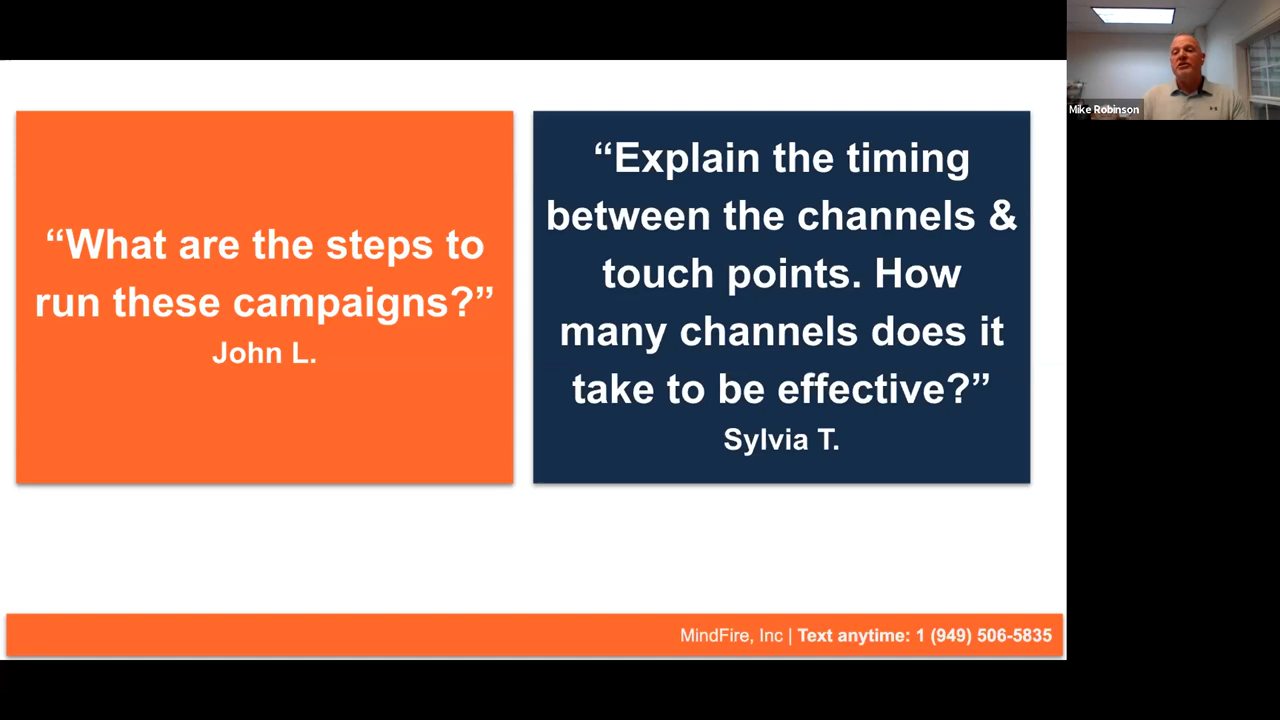 “What are the steps to
run these campaigns?”
John L.
“Explain the timing
between the channels &
touch points. How
many channels does it
take to be effective?”
Sylvia T.
MindFire, Inc | Text anytime: 1 (949) 506-5835
Mike Robinson